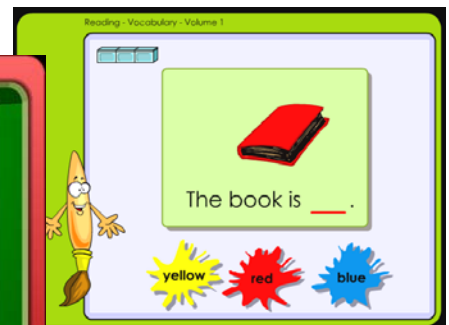 Reading - Vocabulary - Volume 1
The book is ___.
yellow
red
blue